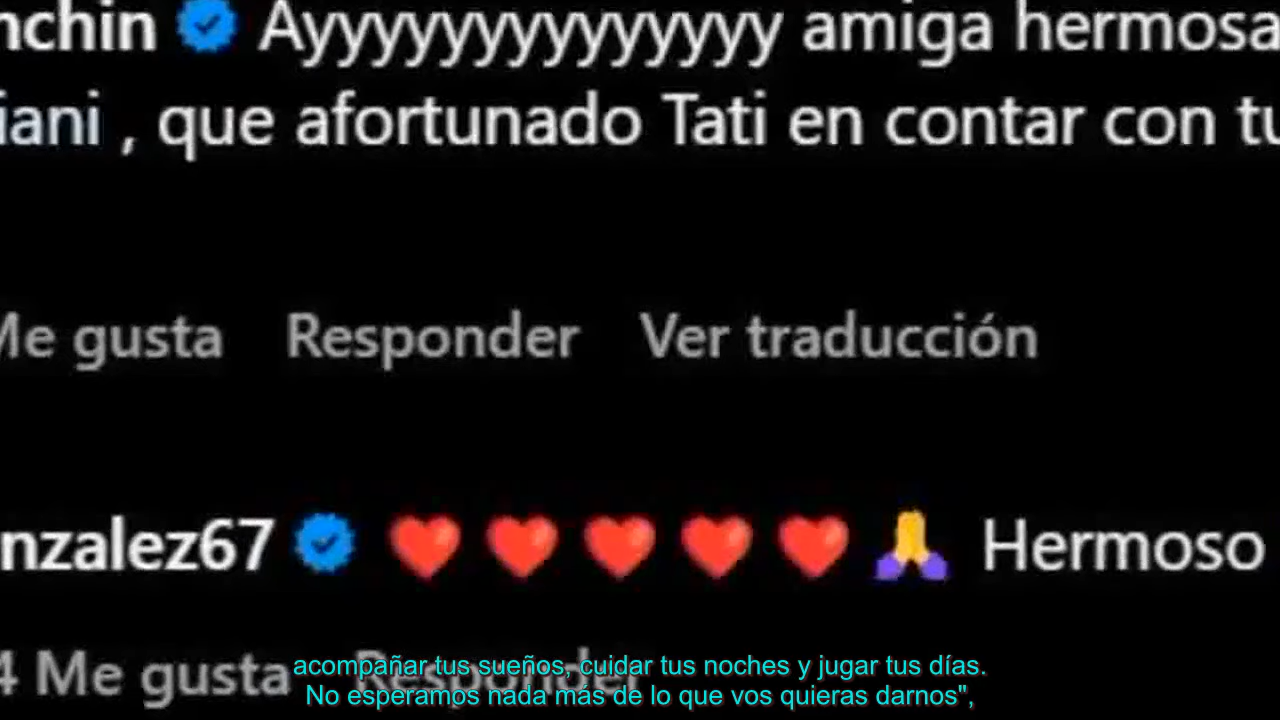 nchin Ayyyyyyyyyyyyyyy amiga hermosa
iani , que afortunado Tati en contar con tu
Me gusta Responder Ver traducción
nzalez67 ❤️ ❤️ ❤️ ❤️ ❤️ 🙏 Hermoso
4 Me gusta Responder
acompañar tus sueños, cuidar tus noches y jugar tus días.
No esperamos nada más de lo que vos quieras darnos",